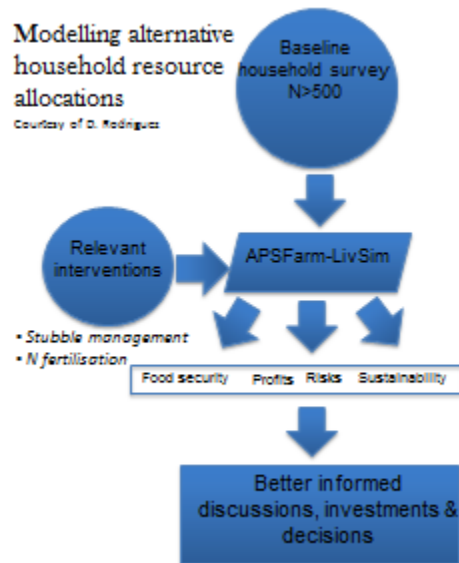 Modelling alternative
household resource
allocations
Courtesy of D. Rodriguez
Baseline
household survey
N>500
Relevant
interventions
APSFarm-LivSim
• Stubble management
• N fertilisation
Food security Profits Risks Sustainability
Better informed
discussions, investments &
decisions